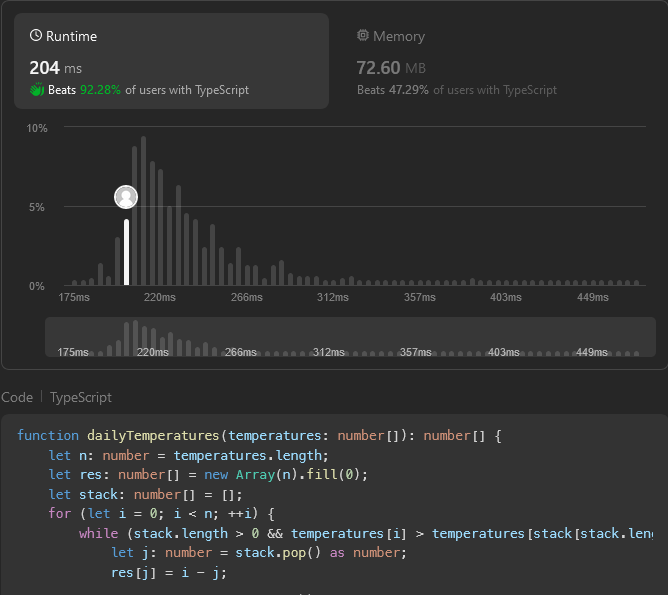 Runtime
Memory
204 ms
72.60 MB
Beats 92.28% of users with TypeScript
Beats 47.29% of users with TypeScript
10%
5%
0%
175ms 220ms 266ms 312ms 357ms 403ms 449ms
175ms 220ms 266ms 312ms 357ms 403ms 449ms
Code | TypeScript
function dailyTemperatures(temperatures: number[]): number[] {
let n: number = temperatures.length;
let res: number[] = new Array(n).fill(0);
let stack: number[] = [];
for (let i = 0; i < n; ++i) {
while (stack.length > 0 && temperatures[i] > temperatures[stack[stack.leng
let j: number = stack.pop() as number;
res[j] = i - j;